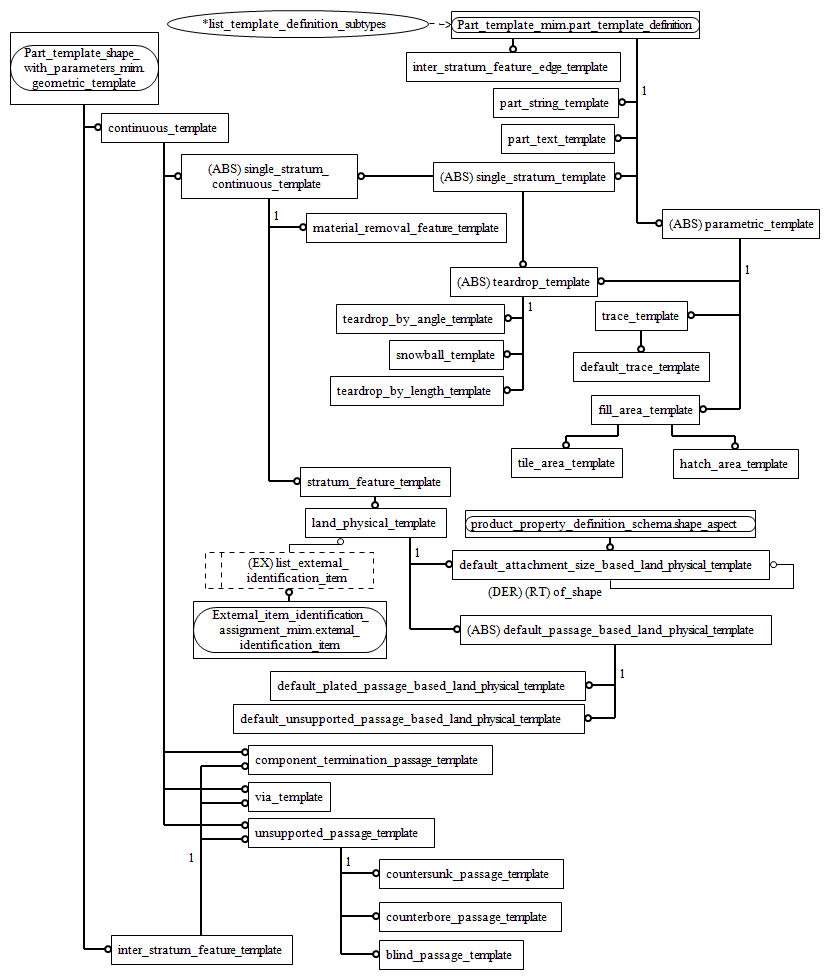 *list_template_definition_subtypes
Part_template_mim.part_template_definition
Part_template_shape_
with_parameters_mim.
geometric_template
inter_stratum_feature_edge_template
1
part_string_template
continuous_template
part_text_template
(ABS) single_stratum_
continuous_template
(ABS) single_stratum_template
1
material_removal_feature_template
(ABS) parametric_template
1
(ABS) teardrop_template
1
teardrop_by_angle_template
trace_template
snowball_template
default_trace_template
teardrop_by_length_template
fill_area_template
tile_area_template
hatch_area_template
stratum_feature_template
land_physical_template
product_property_definition_schema.shape_aspect
1
(EX) list_external_
identification_item
default_attachment_size_based_land_physical_template
(DER) (RT) of_shape
External_item_identification_
assignment_mim.external_
identification_item
(ABS) default_passage_based_land_physical_template
1
default_plated_passage_based_land_physical_template
default_unsupported_passage_based_land_physical_template
component_termination_passage_template
via_template
unsupported_passage_template
1
1
countersunk_passage_template
counterbore_passage_template
inter_stratum_feature_template
blind_passage_template